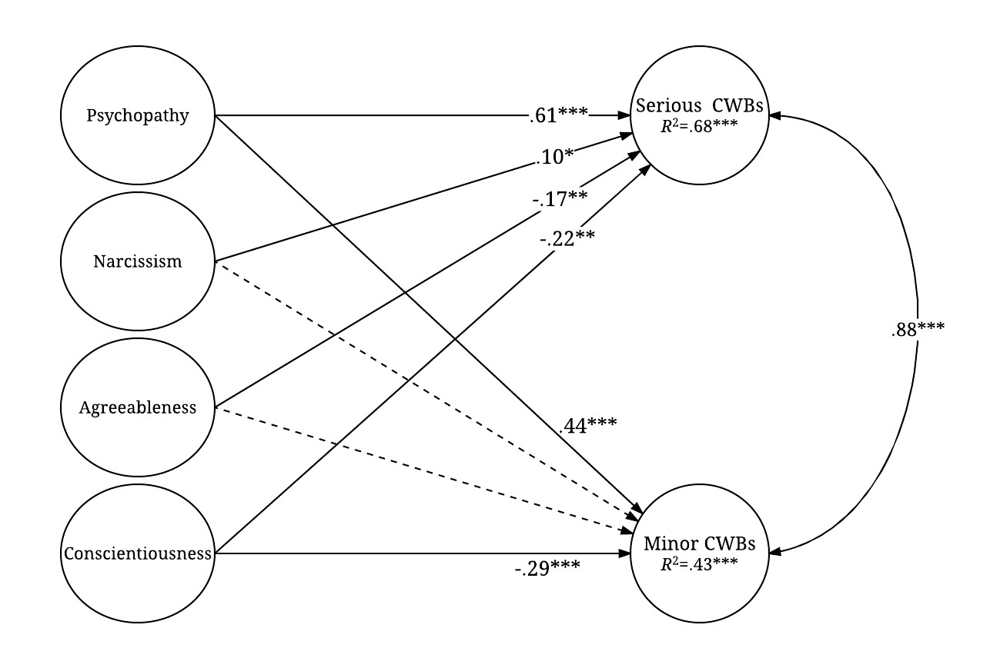 Psychopathy
Serious  CWBs
R²=.68***
.61***
.10*
-.17**
-.22**
Narcissism
.88***
Agreeableness
.44***
Conscientiousness
Minor CWBs
R²=.43***
-.29***